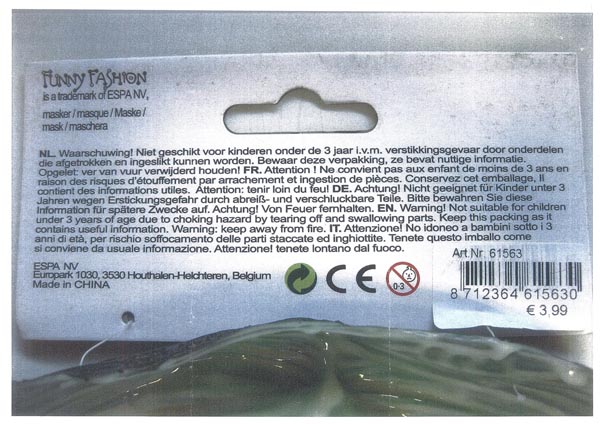 FUNNY FASHION
is a trademark of ESPA NV,
masker / masque / Maske /
mask / maschera
NL. Waarschuwing! Niet geschikt voor kinderen onder de 3 jaar i.v.m. verstikkingsgevaar door onderdelen
die afgetrokken en ingeslikt kunnen worden. Bewaar deze verpakking, ze bevat nuttige informatie.
Opgelet: ver van vuur verwijderd houden! FR. Attention ! Ne convient pas aux enfant de moins de 3 ans en
raison des risques d'étouffement par arrachement et ingestion de pièces. Conservez cet emballage, Il
contient des informations utiles. Attention: tenir loin du feu! DE. Achtung! Nicht geeignet für Kinder unter 3
Jahren wegen Erstickungsgefahr durch abreiß- und verschluckbare Teile. Bitte bewahren Sie diese
Information für spätere Zwecke auf. Achtung! Von Feuer fernhalten. EN. Warning! Not suitable for children
under 3 years of age due to choking hazard by tearing off and swallowing parts. Keep this packing as it
contains useful information. Warning: keep away from fire. IT. Attenzione! No idoneo a bambini sotto i 3
anni di età, per rischio soffocamento delle parti staccate ed inghiottite. Tenete questo imballo come
si conviene da usuale informazione. Attenzione! tenete lontano dal fuoco.
ESPA NV
Europark 1030, 3530 Houthalen-Helchteren, Belgium
Made in CHINA
CE
0-3
Art.Nr. 61563
8 712364 615630
€ 3,99